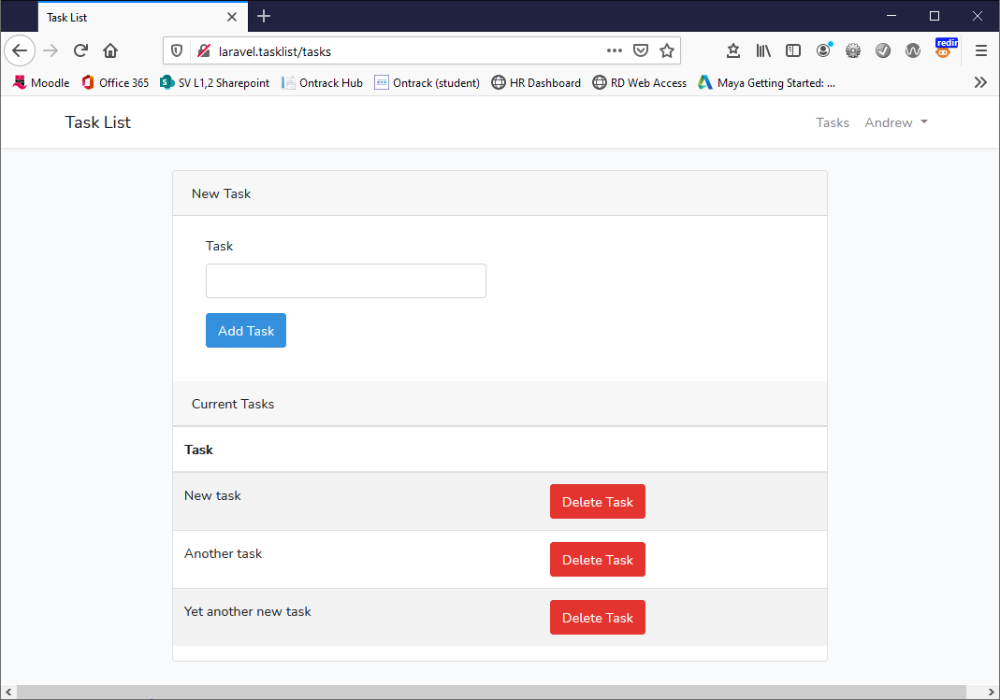 Task List
laravel.tasklist/tasks
redir
Moodle Office 365 SV L1,2 Sharepoint Ontrack Hub Ontrack (student) HR Dashboard RD Web Access Maya Getting Started: ...
Task List Tasks Andrew
New Task
Task
Add Task
Current Tasks
Task
New task Delete Task
Another task Delete Task
Yet another new task Delete Task